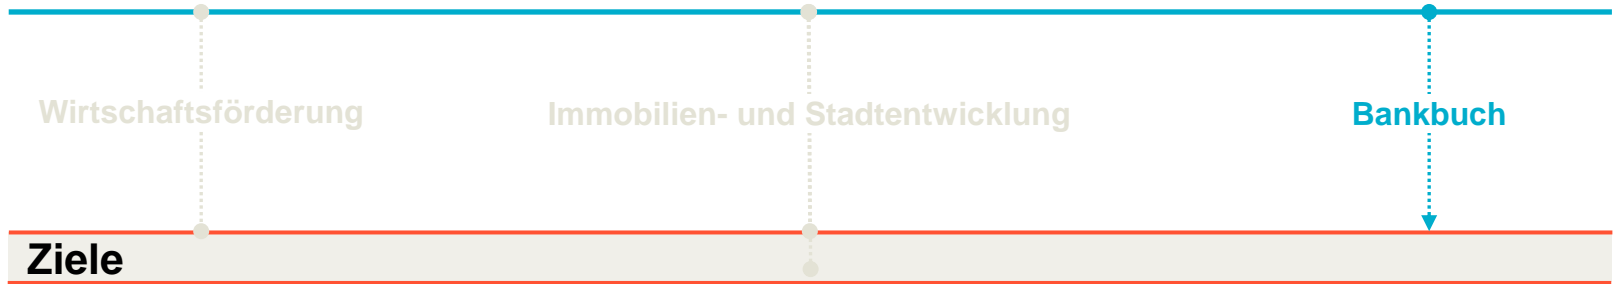 Wirtschaftsförderung
Immobilien- und Stadtentwicklung
Bankbuch
Ziele